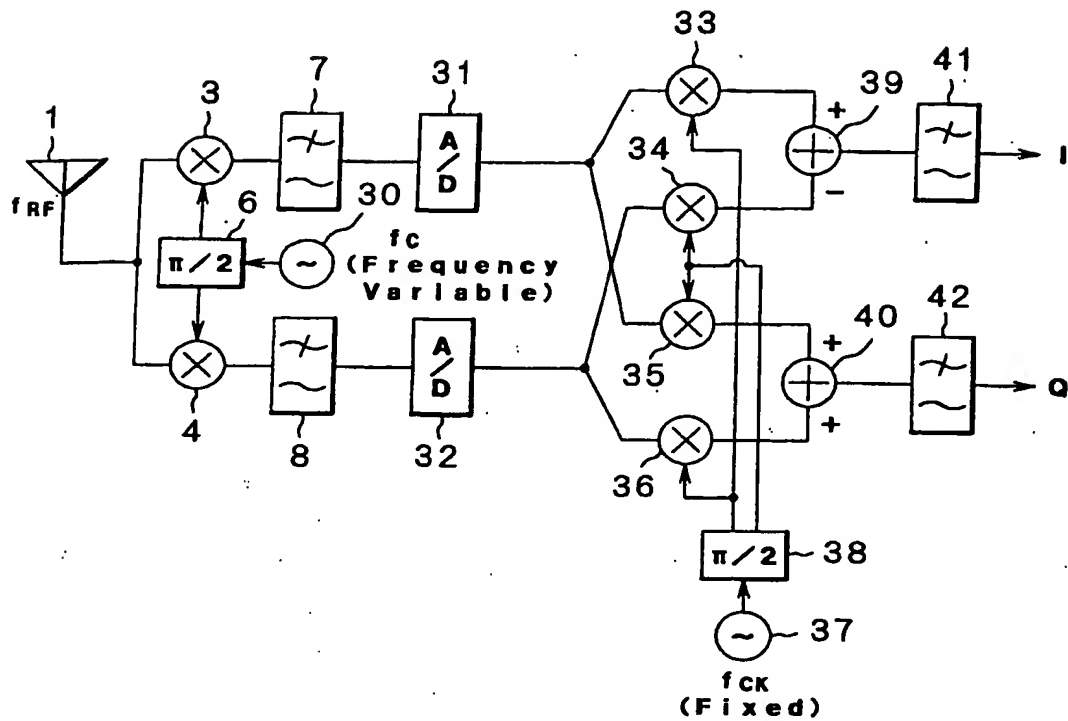 33
41
7
31
39
3
+
1
A/D
34
I
fRF
6
30
−
π/2
~
fC
(Frequency
Variable)
42
A/D
+
40
35
Q
4
8
32
36
+
π/2
38
~
37
fCK
(Fixed)